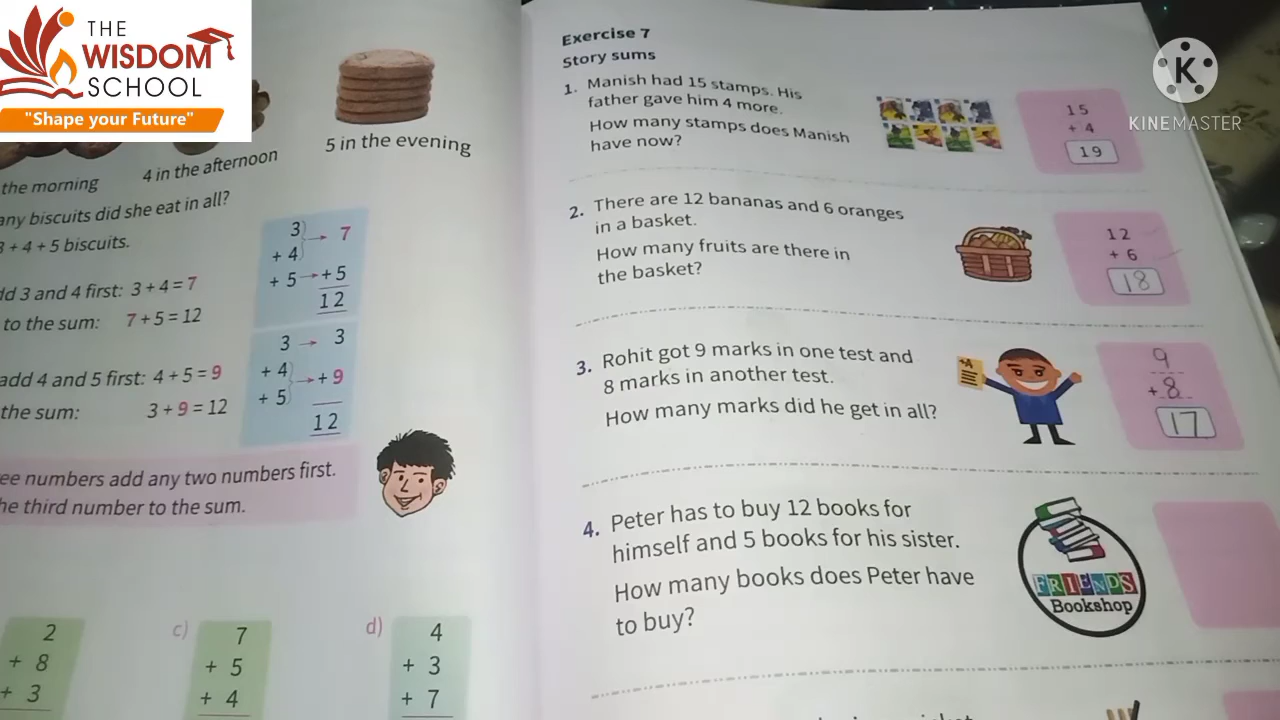 THE
WISDOM
SCHOOL
"Shape your Future"
the morning
4 in the afternoon
5 in the evening
any biscuits did she eat in all?
3 + 4 + 5 biscuits.
3 → 7
+ 4
+ 5 → + 5
12
dd 3 and 4 first: 3 + 4 = 7
to the sum: 7 + 5 = 12
3 → 3
+ 4 → + 9
+ 5
12
add 4 and 5 first: 4 + 5 = 9
the sum: 3 + 9 = 12
ee numbers add any two numbers first.
he third number to the sum.
2
+ 8
+ 3
c) 7
+ 5
+ 4
d) 4
+ 3
+ 7
Exercise 7
Story sums
1. Manish had 15 stamps. His
father gave him 4 more.
How many stamps does Manish
have now?
15
+ 4
19
2. There are 12 bananas and 6 oranges
in a basket.
How many fruits are there in
the basket?
12
+ 6
18
3. Rohit got 9 marks in one test and
8 marks in another test.
How many marks did he get in all?
A+
9
+ 8
17
4. Peter has to buy 12 books for
himself and 5 books for his sister.
How many books does Peter have
to buy?
FRIENDS
Bookshop
K
KINEMASTER